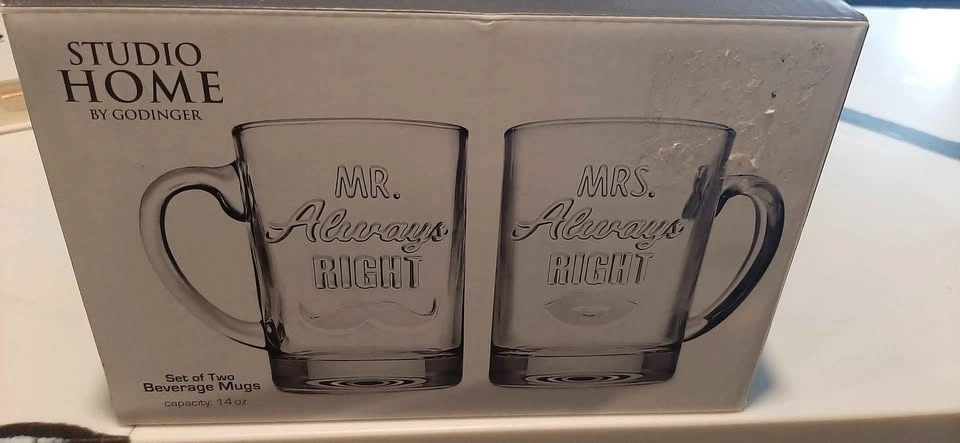 STUDIO
HOME
BY GODINGER
MR.
Always
RIGHT
MRS.
Always
RIGHT
Set of Two
Beverage Mugs
capacity: 14 oz